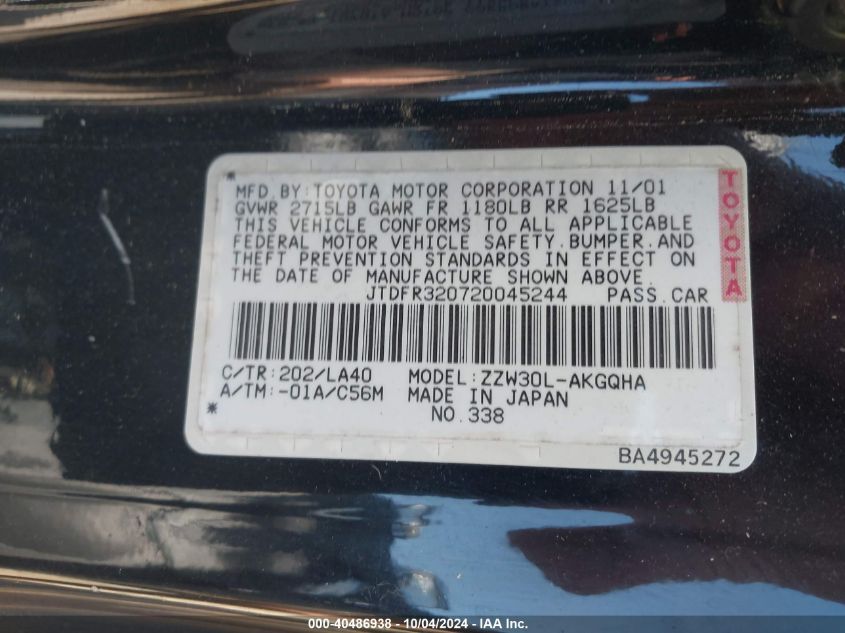 MFD. BY: TOYOTA MOTOR CORPORATION 11/01
GVWR 2715LB GAWR FR 1180LB RR 1625LB
THIS VEHICLE CONFORMS TO ALL APPLICABLE
FEDERAL MOTOR VEHICLE SAFETY.BUMPER.AND
THEFT PREVENTION STANDARDS IN EFFECT ON
THE DATE OF MANUFACTURE SHOWN ABOVE.
JTDFR320720045244 PASS.CAR
TOYOTA
C/TR:202/LA40 MODEL:ZZW30L-AKGQHA
A/TM:-01A/C56M MADE IN JAPAN
NO.338
BA4945272
000-40486938 - 10/04/2024 - IAA Inc.